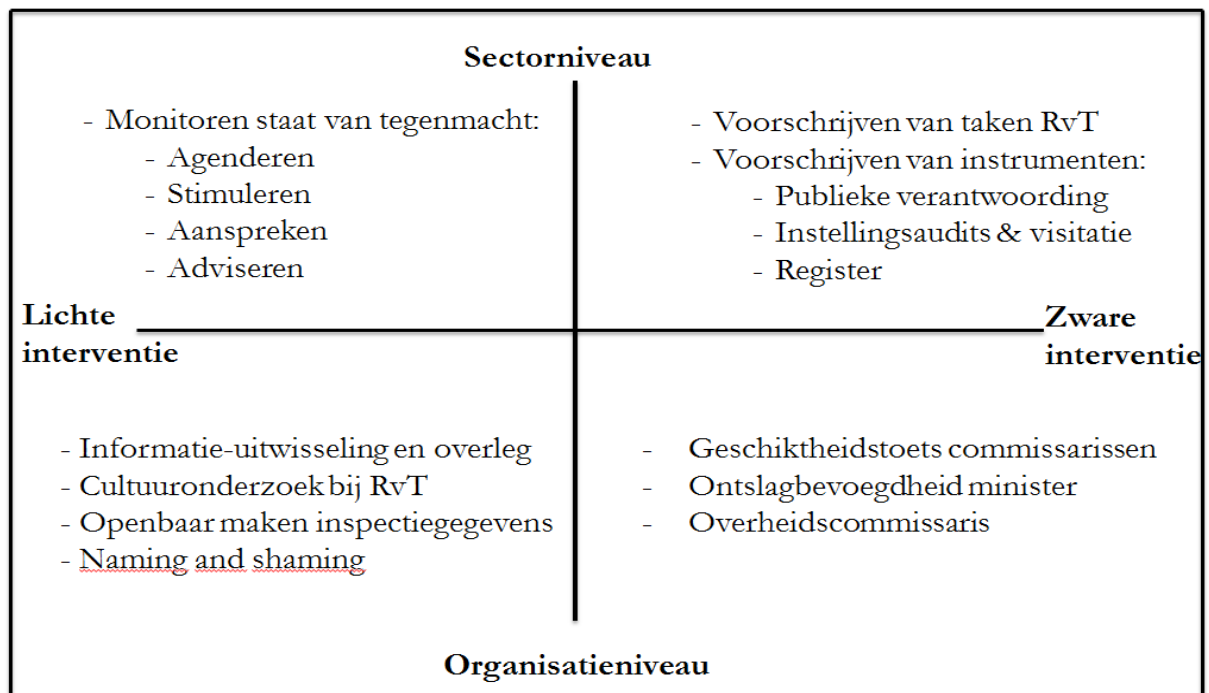 Sectorniveau
- Monitoren staat van tegenmacht:
- Agenderen
- Stimuleren
- Aanspreken
- Adviseren
- Voorschrijven van taken RvT
- Voorschrijven van instrumenten:
- Publieke verantwoording
- Instellingsaudits & visitatie
- Register
Lichte
interventie
Zware
interventie
- Informatie-uitwisseling en overleg
- Cultuuronderzoek bij RvT
- Openbaar maken inspectiegegevens
- Naming and shaming
- Geschiktheidstoets commissarissen
- Ontslagbevoegdheid minister
- Overheidscommissaris
Organisatieniveau